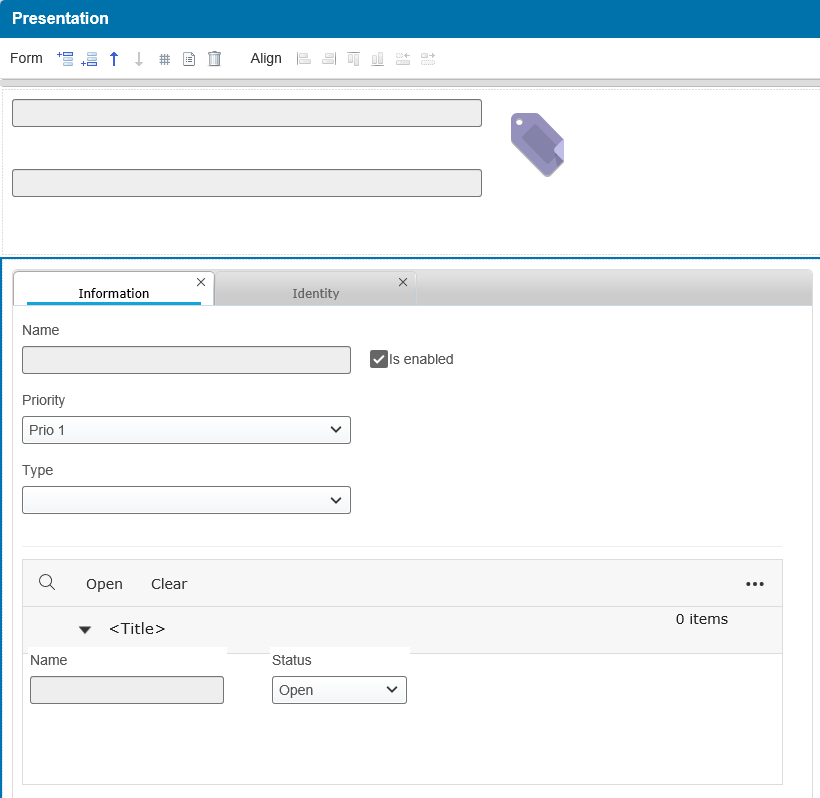 Presentation
Form Align
Information Identity
Name
Is enabled
Priority
Prio 1
Type
Open Clear
<Title> 0 items
Name Status
Open